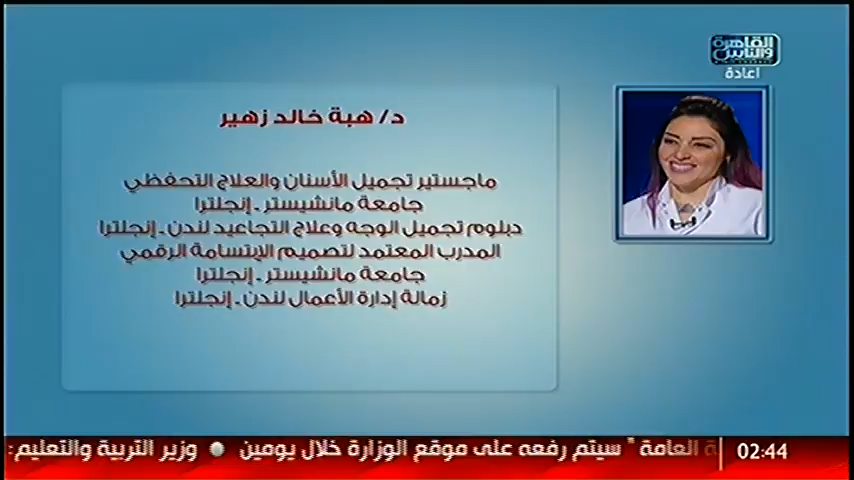 القاهرة
والناس
اعادة
د/ هبة خالد زهير
ماجستير تجميل الأسنان والعلاج التحفظي
جامعة مانشيستر - إنجلترا
دبلوم تجميل الوجه وعلاج التجاعيد لندن - إنجلترا
المدرب المعتمد لتصميم الإبتسامة الرقمي
جامعة مانشيستر - إنجلترا
زمالة إدارة الأعمال لندن - إنجلترا
02:44
ة العامة " سيتم رفعه على موقع الوزارة خلال يومين ● وزير التربية والتعليم: